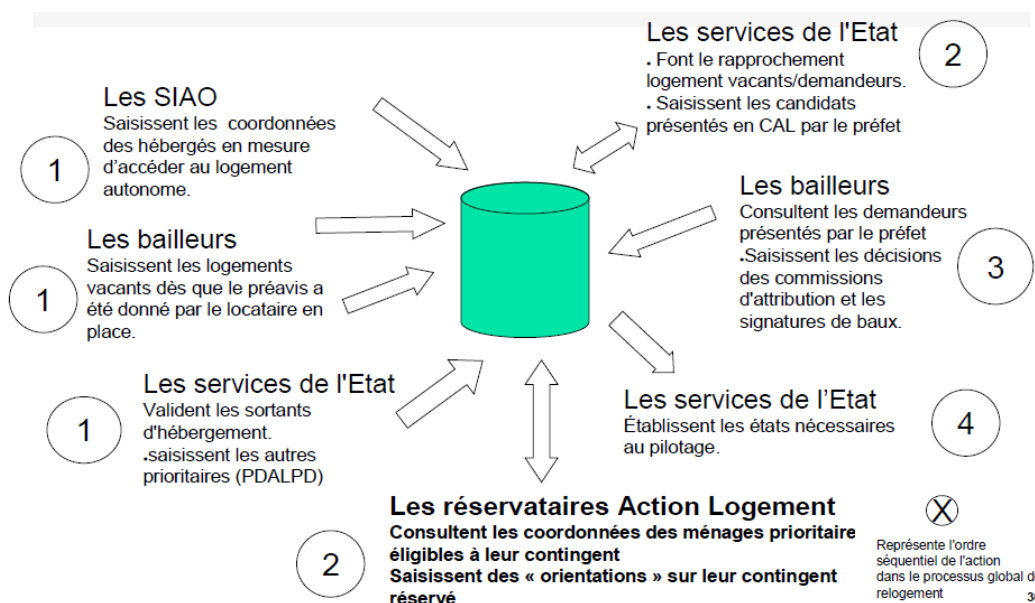 Les services de l'Etat
. Font le rapprochement
logement vacants/demandeurs.
. Saisissent les candidats
présentés en CAL par le préfet
2
Les SIAO
Saisissent les coordonnées
des hébergés en mesure
d'accéder au logement
autonome.
1
Les bailleurs
Saisissent les logements
vacants dès que le préavis a
été donné par le locataire en
place.
1
Les bailleurs
Consultent les demandeurs
présentés par le préfet
.Saisissent les décisions
des commissions
d'attribution et les
signatures de baux.
3
Les services de l'Etat
Valident les sortants
d'hébergement.
.saisissent les autres
prioritaires (PDALPD)
1
Les services de l'Etat
Établissent les états nécessaires
au pilotage.
4
Les réservataires Action Logement
Consultent les coordonnées des ménages prioritaire
éligibles à leur contingent
Saisissent des « orientations » sur leur contingent
réservé
2
X
Représente l'ordre
séquentiel de l'action
dans le processus global d
relogement